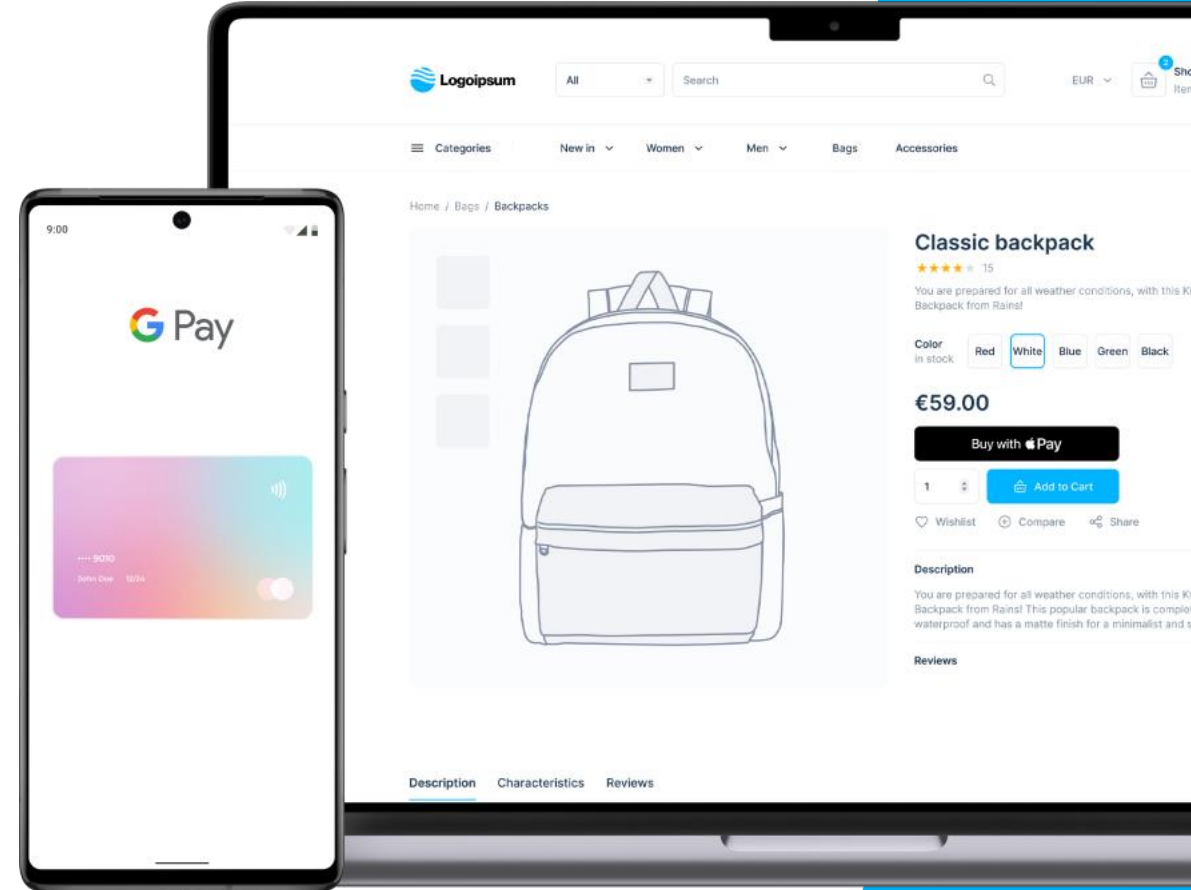 9:00
G Pay
•••• 9010
John Doe 12/24
Logoipsum
All
Search
EUR
2
Categories
New in
Women
Men
Bags
Accessories
Home / Bags / Backpacks
Classic backpack
15
You are prepared for all weather conditions, with this
Backpack from Rains!
Color
in stock
Red
White
Blue
Green
Black
€59.00
Buy with Pay
1
Add to Cart
Wishlist
Compare
Share
Description
You are prepared for all weather conditions, with this
Backpack from Rains! This popular backpack is
waterproof and has a matte finish for a minimalist and
Reviews
Description
Characteristics
Reviews